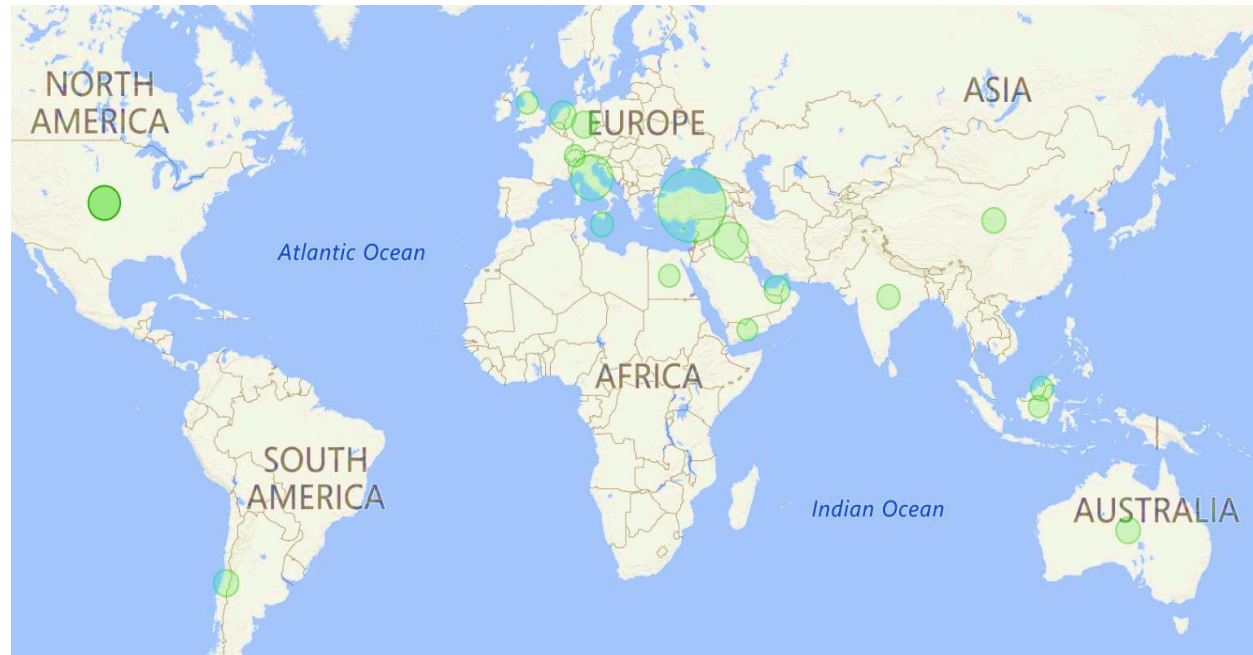 NORTH
AMERICA
EUROPE
ASIA
Atlantic Ocean
AFRICA
SOUTH
AMERICA
Indian Ocean
AUSTRALIA